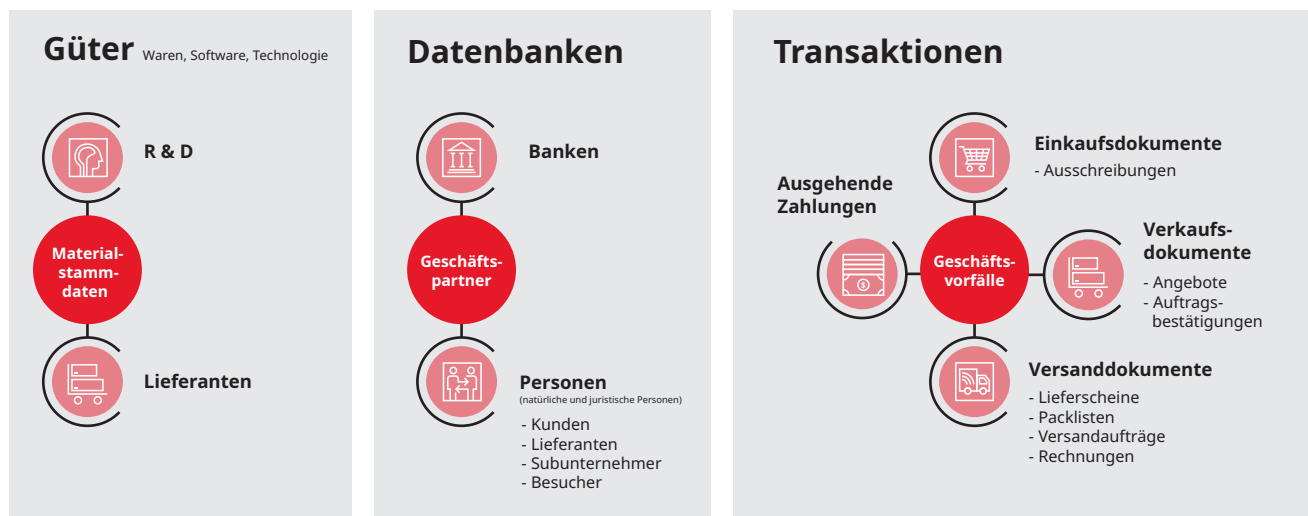 Güter Waren, Software, Technologie
R & D
Material-
stamm-
daten
Lieferanten
Datenbanken
Banken
Geschäfts-
partner
Personen
(natürliche und juristische Personen)
- Kunden
- Lieferanten
- Subunternehmer
- Besucher
Transaktionen
Einkaufsdokumente
- Ausschreibungen
Ausgehende
Zahlungen
$
Geschäfts-
vorfälle
Verkaufs-
dokumente
- Angebote
- Auftrags-
bestätigungen
Versanddokumente
- Lieferscheine
- Packlisten
- Versandaufträge
- Rechnungen